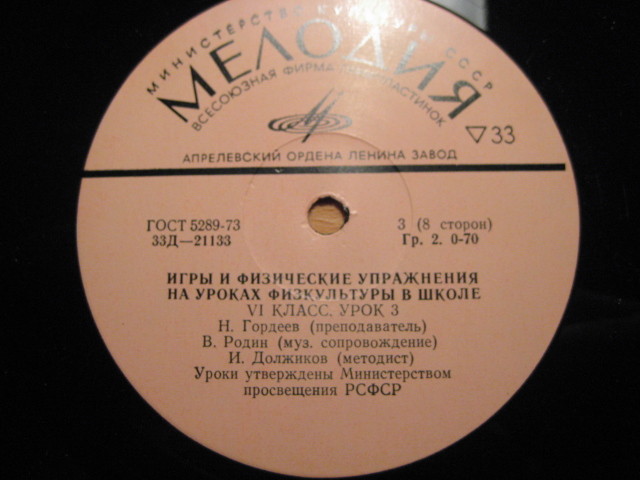 МИНИСТЕРСТВО КУЛЬТУРЫ СССР
МЕЛОДИЯ
ВСЕСОЮЗНАЯ ФИРМА ГРАМПЛАСТИНОК
▽33
АПРЕЛЕВСКИЙ ОРДЕНА ЛЕНИНА ЗАВОД
ГОСТ 5289-73
3 (8 сторон)
33Д—21133
Гр. 2. 0-70
ИГРЫ И ФИЗИЧЕСКИЕ УПРАЖНЕНИЯ
НА УРОКАХ ФИЗКУЛЬТУРЫ В ШКОЛЕ
VI КЛАСС. УРОК 3
Н. Гордеев (преподаватель)
В. Родин (муз. сопровождение)
И. Должиков (методист)
Уроки утверждены Министерством
просвещения РСФСР